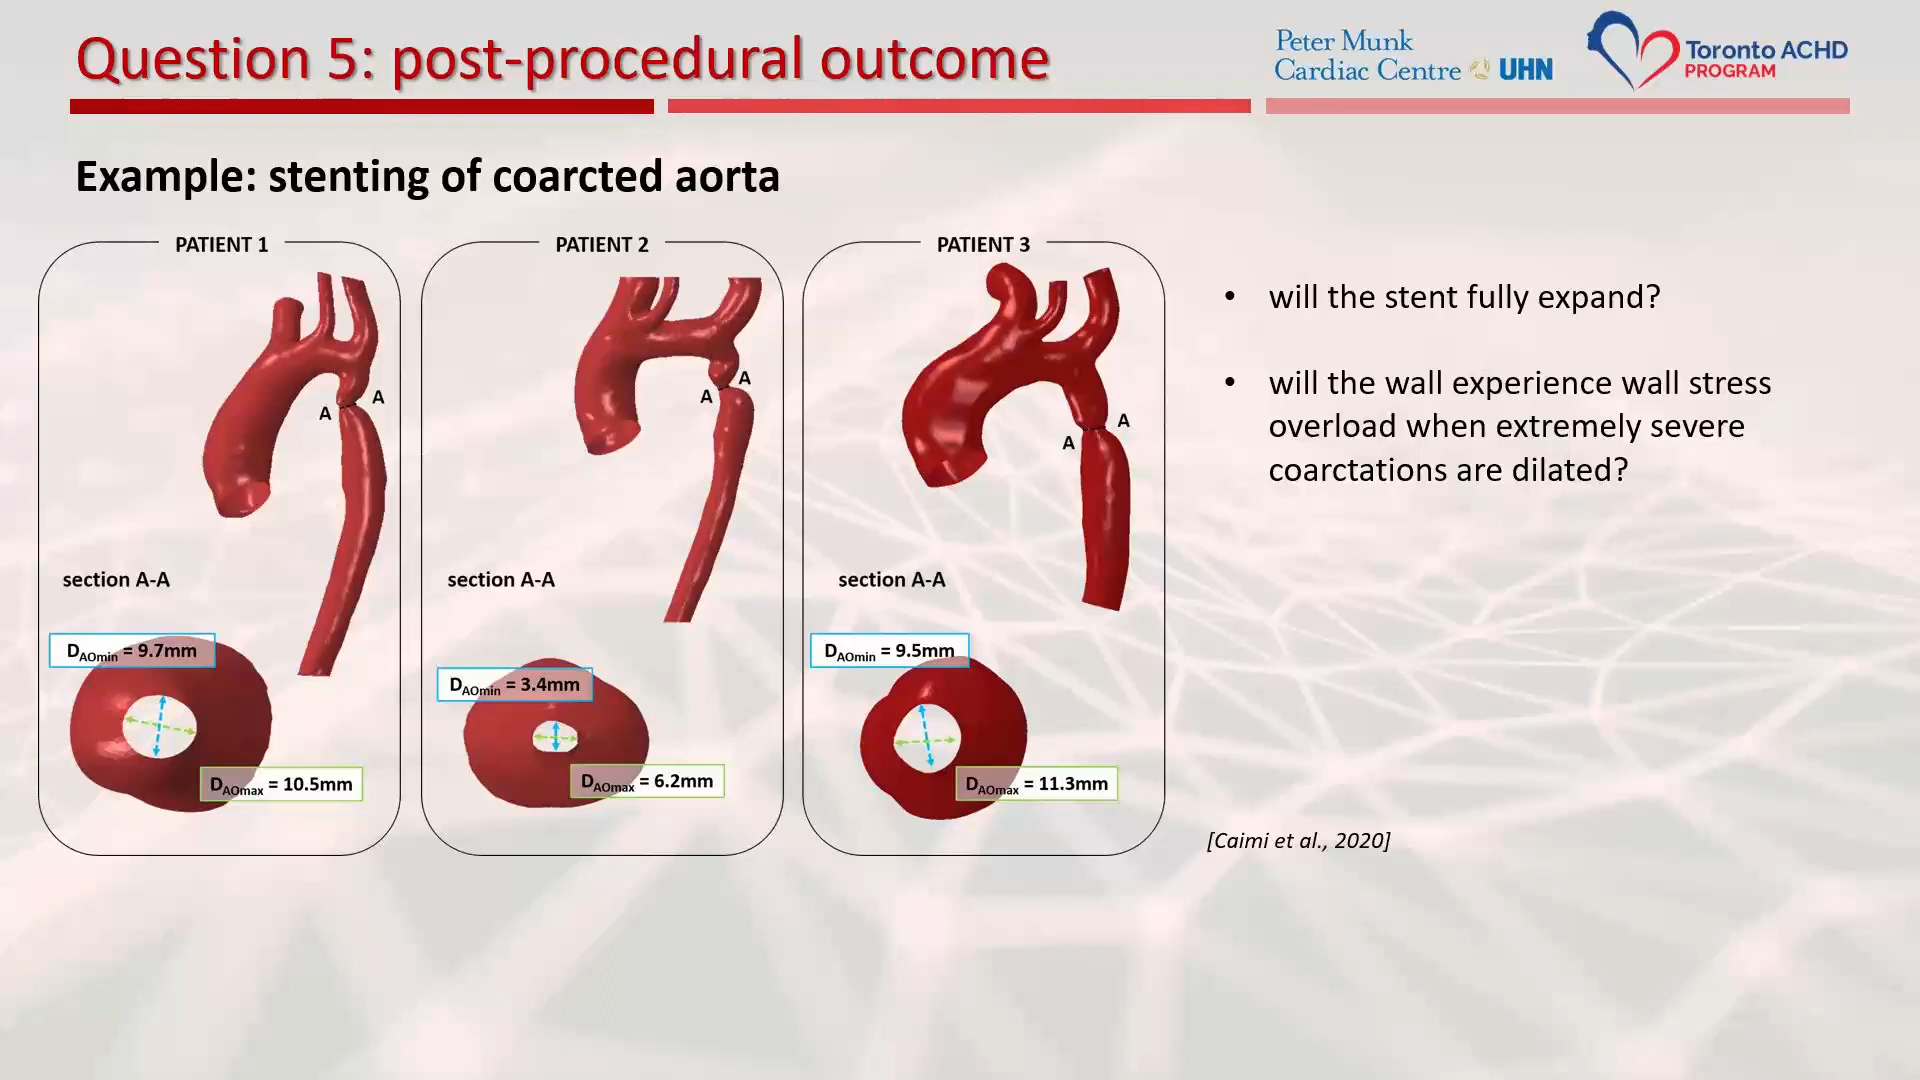 Question 5: post-procedural outcome
Peter Munk
Cardiac Centre UHN
Toronto ACHD
PROGRAM
Example: stenting of coarcted aorta
PATIENT 1
A
A
section A-A
DAOmin = 9.7mm
DAOmax = 10.5mm
PATIENT 2
A
A
section A-A
DAOmin = 3.4mm
DAOmax = 6.2mm
PATIENT 3
A
A
section A-A
DAOmin = 9.5mm
DAOmax = 11.3mm
• will the stent fully expand?
• will the wall experience wall stress
overload when extremely severe
coarctations are dilated?
[Caimi et al., 2020]